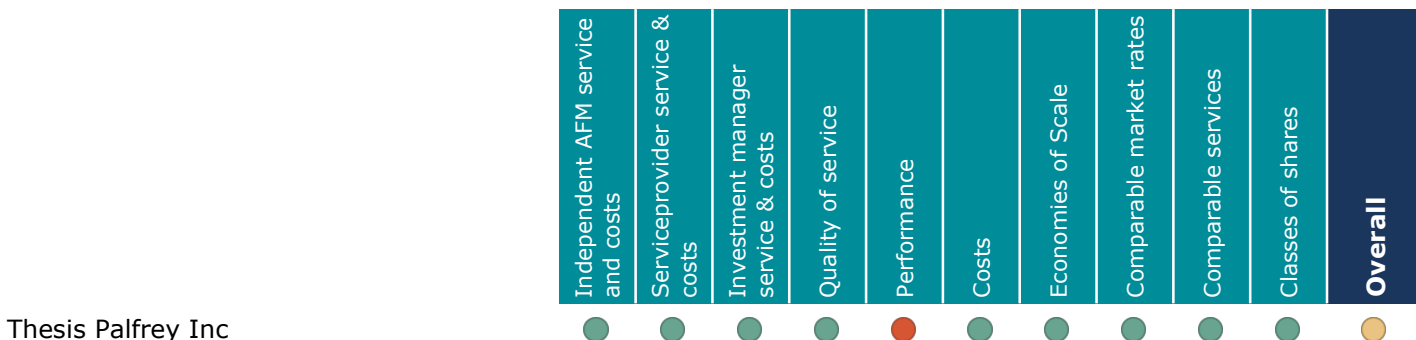 Independent AFM service
and costs
Serviceprovider service &
costs
Investment manager
service & costs
Quality of service
Performance
Costs
Economies of Scale
Comparable market rates
Comparable services
Classes of shares
Overall
Thesis Palfrey Inc